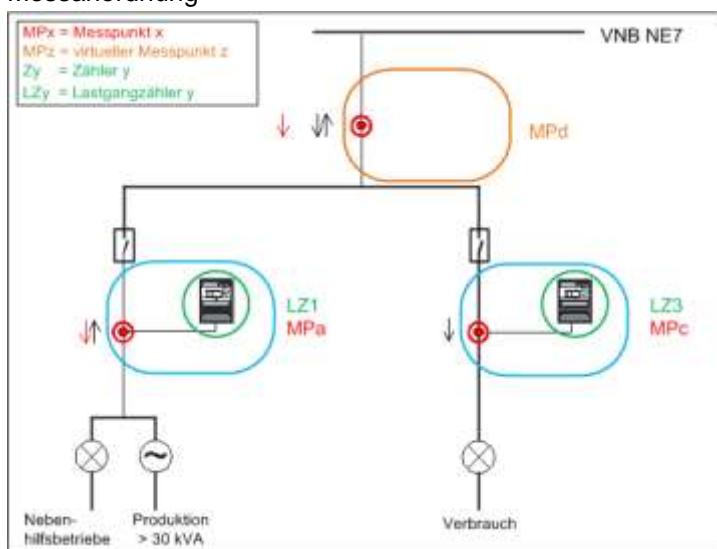 Messanordnung
MPx = Messpunkt x
MPz = virtueller Messpunkt z
Zy = Zähler y
LZy = Lastgangzähler y
VNB NE7
MPd
LZ1
MPa
LZ3
MPc
Neben-
hilfsbetriebe
Produktion
> 30 kVA
Verbrauch